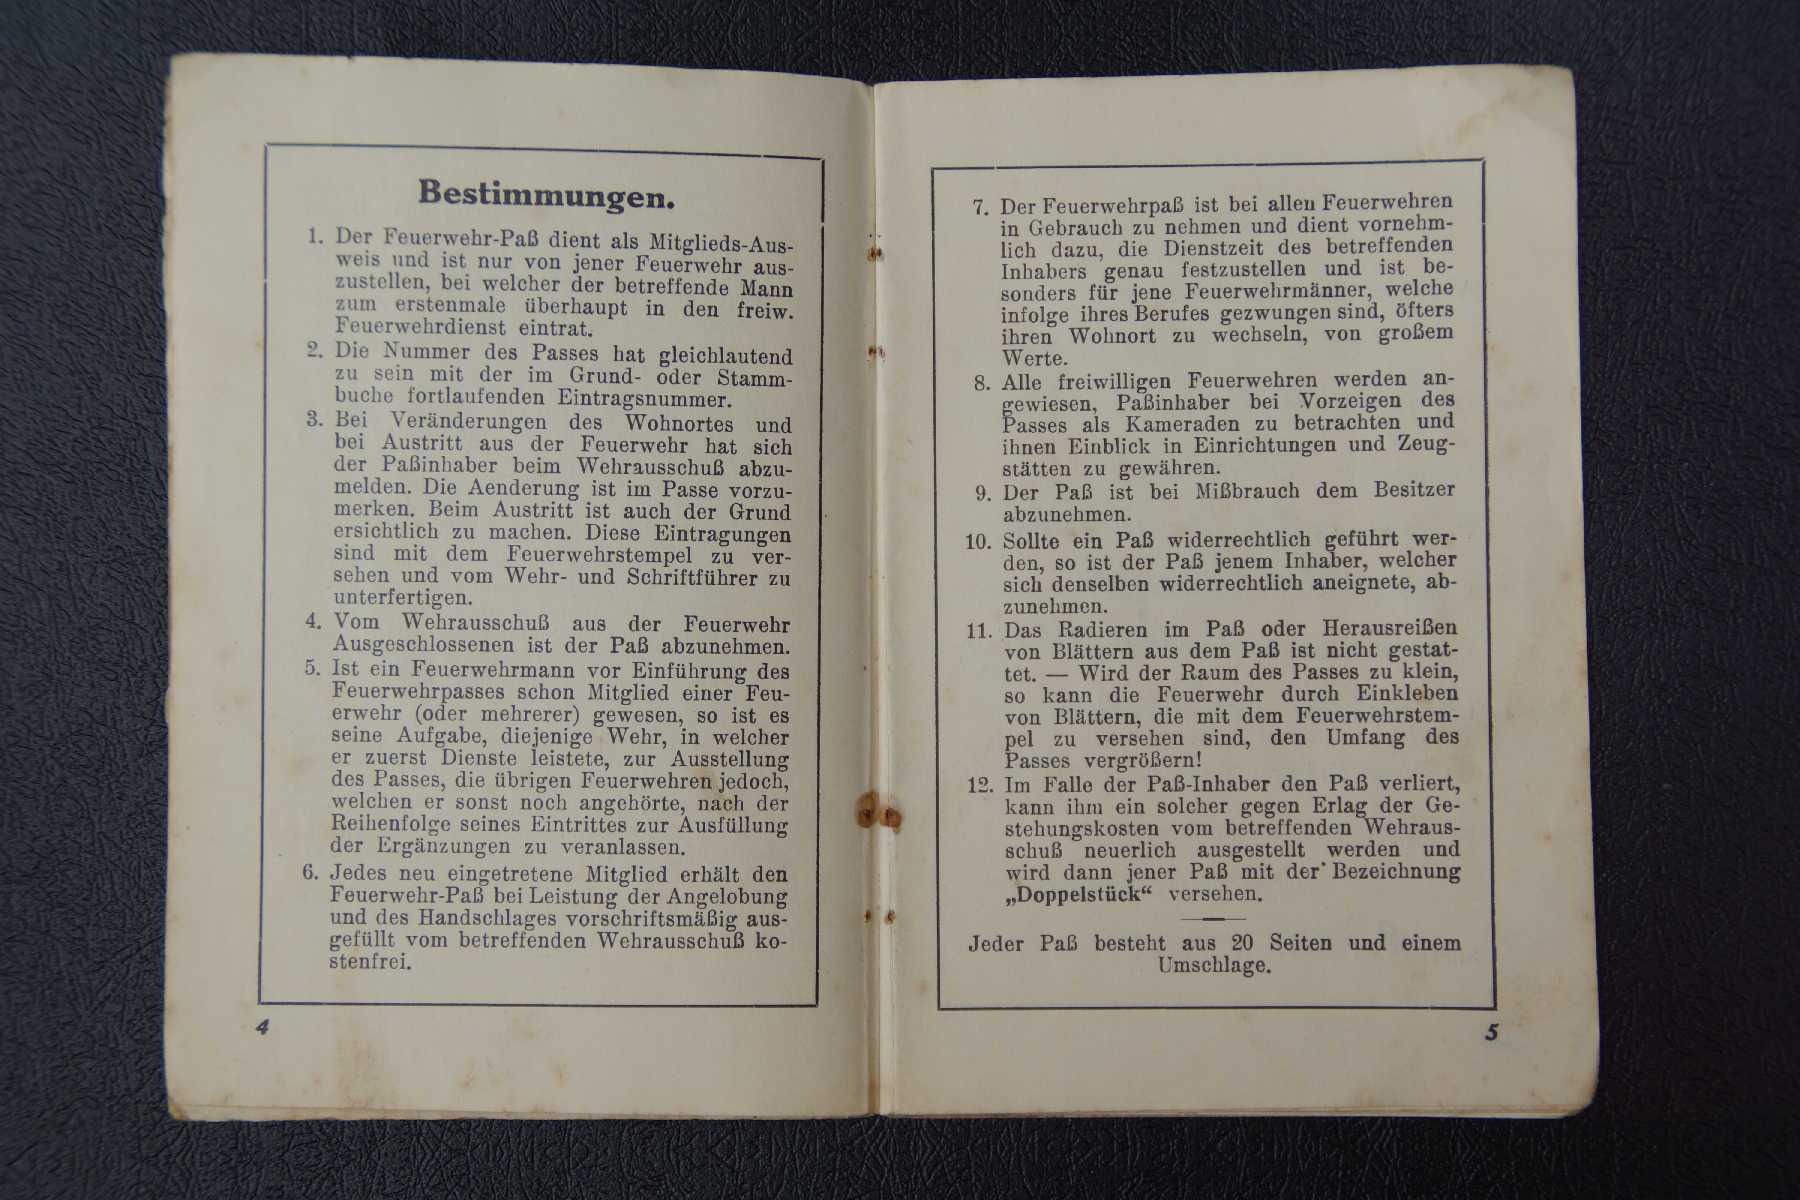 Bestimmungen.
1. Der Feuerwehr-Paß dient als Mitglieds-Aus-
weis und ist nur von jener Feuerwehr aus-
zustellen, bei welcher der betreffende Mann
zum erstenmale überhaupt in den freiw.
Feuerwehrdienst eintrat.
2. Die Nummer des Passes hat gleichlautend
zu sein mit der im Grund- oder Stamm-
buche fortlaufenden Eintragsnummer.
3. Bei Veränderungen des Wohnortes und
bei Austritt aus der Feuerwehr hat sich
der Paßinhaber beim Wehrausschuß abzu-
melden. Die Aenderung ist im Passe vorzu-
merken. Beim Austritt ist auch der Grund
ersichtlich zu machen. Diese Eintragungen
sind mit dem Feuerwehrstempel zu ver-
sehen und vom Wehr- und Schriftführer zu
unterfertigen.
4. Vom Wehrausschuß aus der Feuerwehr
Ausgeschlossenen ist der Paß abzunehmen.
5. Ist ein Feuerwehrmann vor Einführung des
Feuerwehrpasses schon Mitglied einer Feu-
erwehr (oder mehrerer) gewesen, so ist es
seine Aufgabe, diejenige Wehr, in welcher
er zuerst Dienste leistete, zur Ausstellung
des Passes, die übrigen Feuerwehren jedoch,
welchen er sonst noch angehörte, nach der
Reihenfolge seines Eintrittes zur Ausfüllung
der Ergänzungen zu veranlassen.
6. Jedes neu eingetretene Mitglied erhält den
Feuerwehr-Paß bei Leistung der Angelobung
und des Handschlages vorschriftsmäßig aus-
gefüllt vom betreffenden Wehrausschuß ko-
stenfrei.
4
7. Der Feuerwehrpaß ist bei allen Feuerwehren
in Gebrauch zu nehmen und dient vornehm-
lich dazu, die Dienstzeit des betreffenden
Inhabers genau festzustellen und ist be-
sonders für jene Feuerwehrmänner, welche
infolge ihres Berufes gezwungen sind, öfters
ihren Wohnort zu wechseln, von großem
Werte.
8. Alle freiwilligen Feuerwehren werden an-
gewiesen, Paßinhaber bei Vorzeigen des
Passes als Kameraden zu betrachten und
ihnen Einblick in Einrichtungen und Zeug-
stätten zu gewähren.
9. Der Paß ist bei Mißbrauch dem Besitzer
abzunehmen.
10. Sollte ein Paß widerrechtlich geführt wer-
den, so ist der Paß jenem Inhaber, welcher
sich denselben widerrechtlich aneignete, ab-
zunehmen.
11. Das Radieren im Paß oder Herausreißen
von Blättern aus dem Paß ist nicht gestat-
tet. — Wird der Raum des Passes zu klein,
so kann die Feuerwehr durch Einkleben
von Blättern, die mit dem Feuerwehrstem-
pel zu versehen sind, den Umfang des
Passes vergrößern!
12. Im Falle der Paß-Inhaber den Paß verliert,
kann ihm ein solcher gegen Erlag der Ge-
stehungskosten vom betreffenden Wehraus-
schuß neuerlich ausgestellt werden und
wird dann jener Paß mit der Bezeichnung
„Doppelstück“ versehen.
Jeder Paß besteht aus 20 Seiten und einem
Umschlage.
5